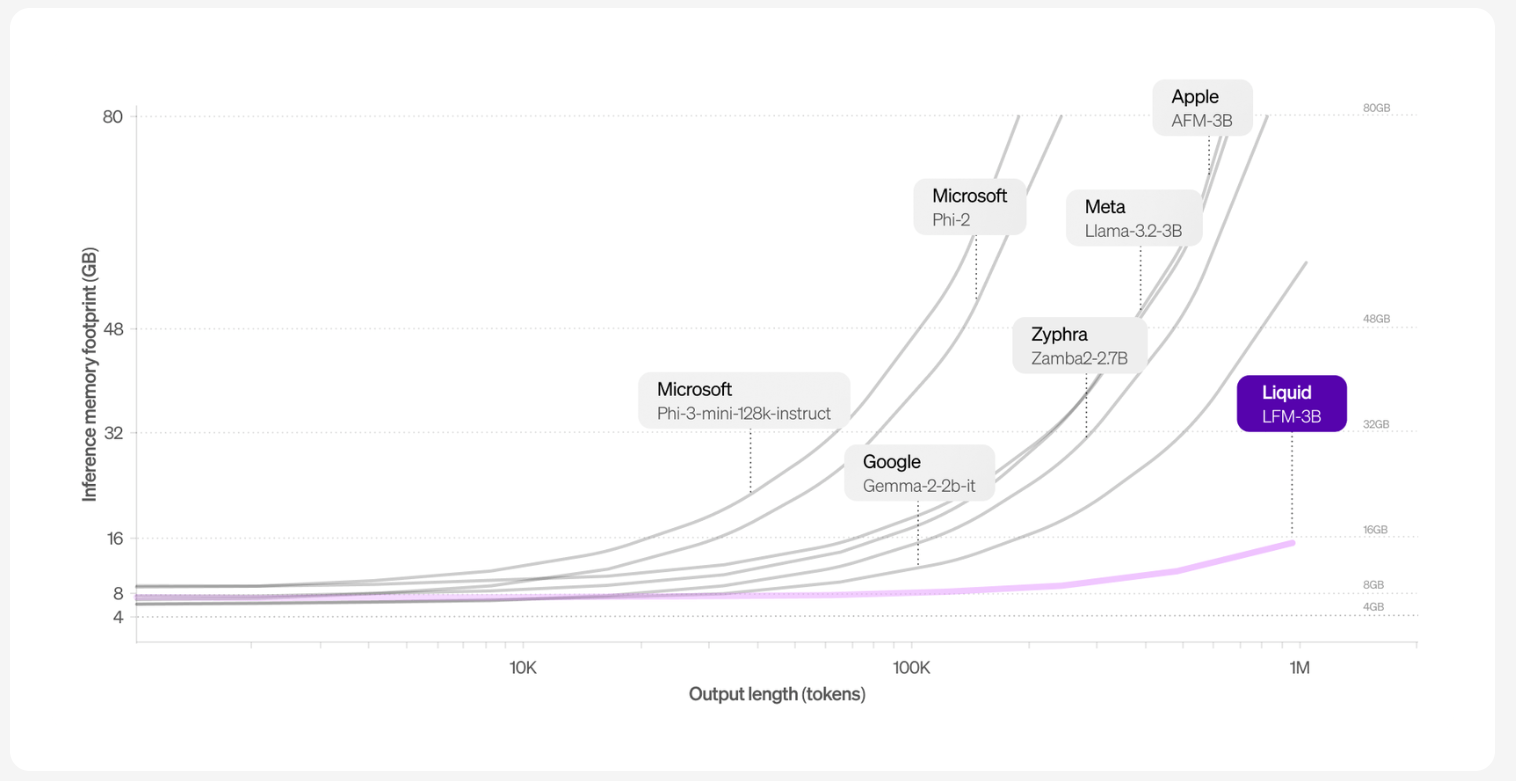 80
48
32
16
8
4
Inference memory footprint (GB)
Apple
AFM-3B
80GB
Microsoft
Phi-2
Meta
Llama-3.2-3B
48GB
Zyphra
Zamba2-2.7B
Microsoft
Phi-3-mini-128k-instruct
Liquid
LFM-3B
32GB
Google
Gemma-2-2b-it
16GB
8GB
4GB
10K
100K
1M
Output length (tokens)